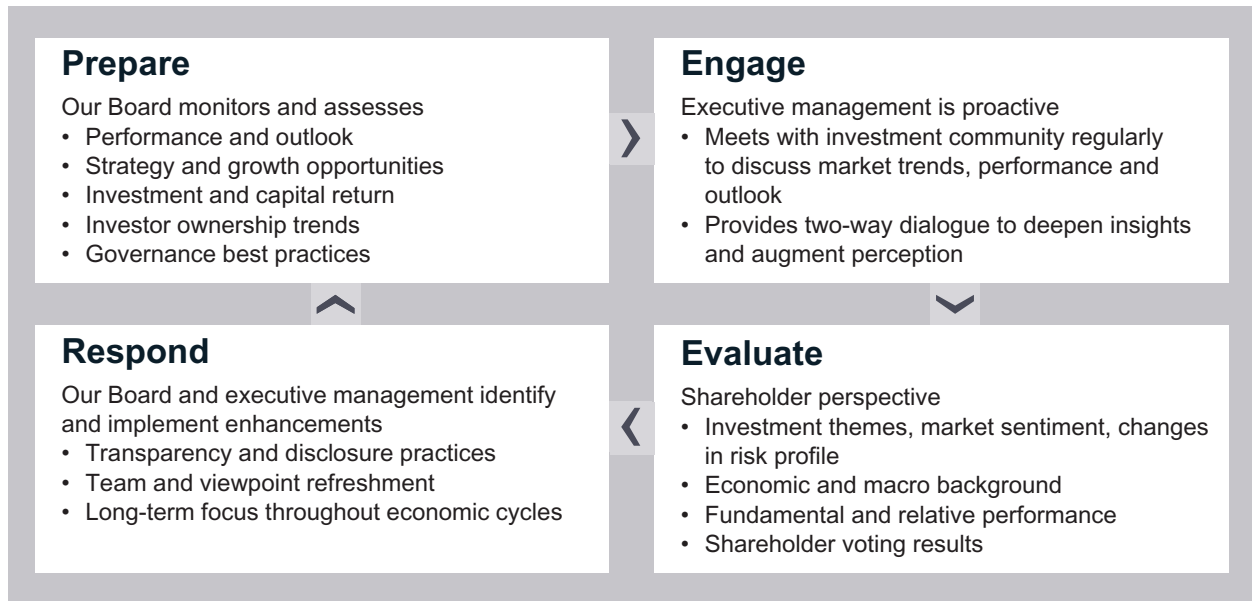 Prepare
Our Board monitors and assesses
• Performance and outlook
• Strategy and growth opportunities
• Investment and capital return
• Investor ownership trends
• Governance best practices
Engage
Executive management is proactive
• Meets with investment community regularly
to discuss market trends, performance and
outlook
• Provides two-way dialogue to deepen insights
and augment perception
Respond
Our Board and executive management identify
and implement enhancements
• Transparency and disclosure practices
• Team and viewpoint refreshment
• Long-term focus throughout economic cycles
Evaluate
Shareholder perspective
• Investment themes, market sentiment, changes
in risk profile
• Economic and macro background
• Fundamental and relative performance
• Shareholder voting results